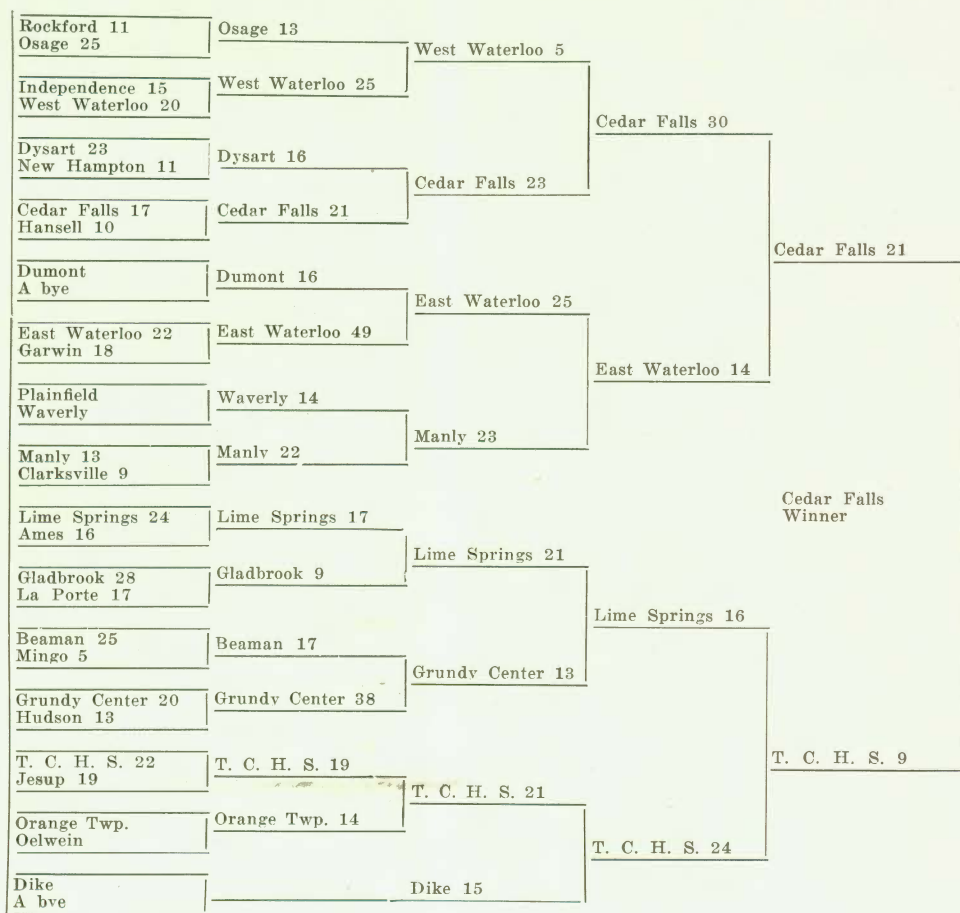 Rockford 11
Osage 25
Independence 15
West Waterloo 20
Dysart 23
New Hampton 11
Cedar Falls 17
Hansell 10
Dumont
A bye
East Waterloo 22
Garwin 18
Plainfield
Waverly
Manly 13
Clarksville 9
Lime Springs 24
Ames 16
Gladbrook 28
La Porte 17
Beaman 25
Mingo 5
Grundy Center 20
Hudson 13
T. C. H. S. 22
Jesup 19
Orange Twp.
Oelwein
Dike
A bye
Osage 13
West Waterloo 25
Dysart 16
Cedar Falls 21
Dumont 16
East Waterloo 49
Waverly 14
Manly 22
Lime Springs 17
Gladbrook 9
Beaman 17
Grundy Center 38
T. C. H. S. 19
Orange Twp. 14
West Waterloo 5
Cedar Falls 23
East Waterloo 25
Manly 23
Lime Springs 21
Grundy Center 13
T. C. H. S. 21
Dike 15
Cedar Falls 30
East Waterloo 14
Lime Springs 16
T. C. H. S. 24
Cedar Falls 21
T. C. H. S. 9
Cedar Falls
Winner